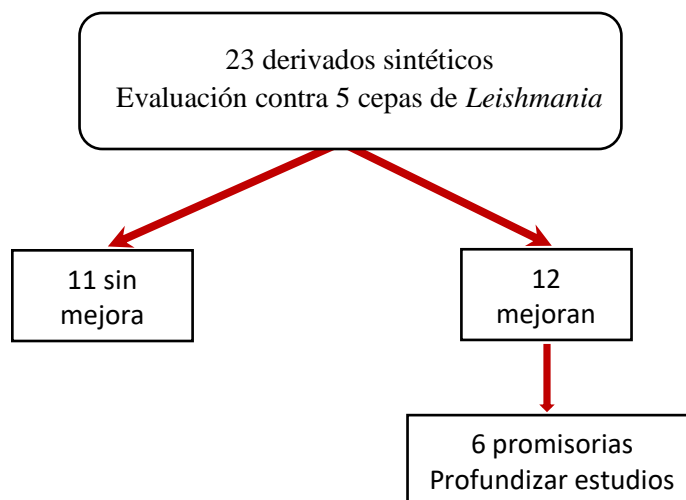 23 derivados sintéticos
Evaluación contra 5 cepas de Leishmania
11 sin
mejora
12
mejoran
6 promisorias
Profundizar estudios